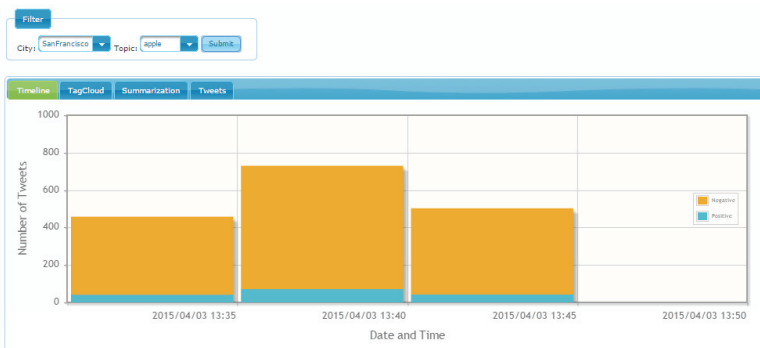 Filter
City: SanFrancisco Topic: apple Submit
Timeline TagCloud Summarization Tweets
1000
800
600
400
200
0
Number of Tweets
Negative
Positive
2015/04/03 13:35 2015/04/03 13:40 2015/04/03 13:45 2015/04/03 13:50
Date and Time